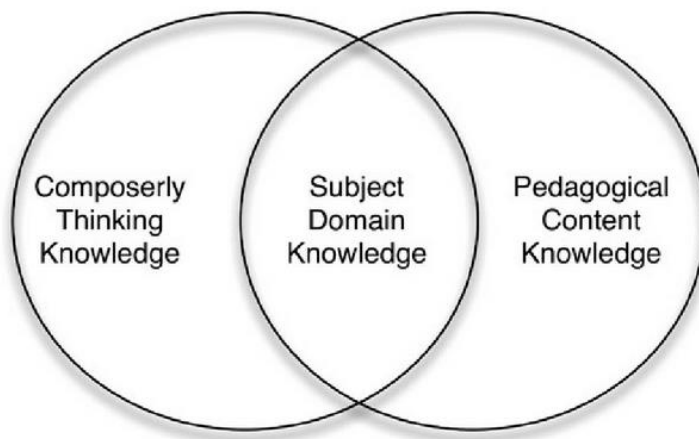 Composerly
Thinking
Knowledge
Subject
Domain
Knowledge
Pedagogical
Content
Knowledge